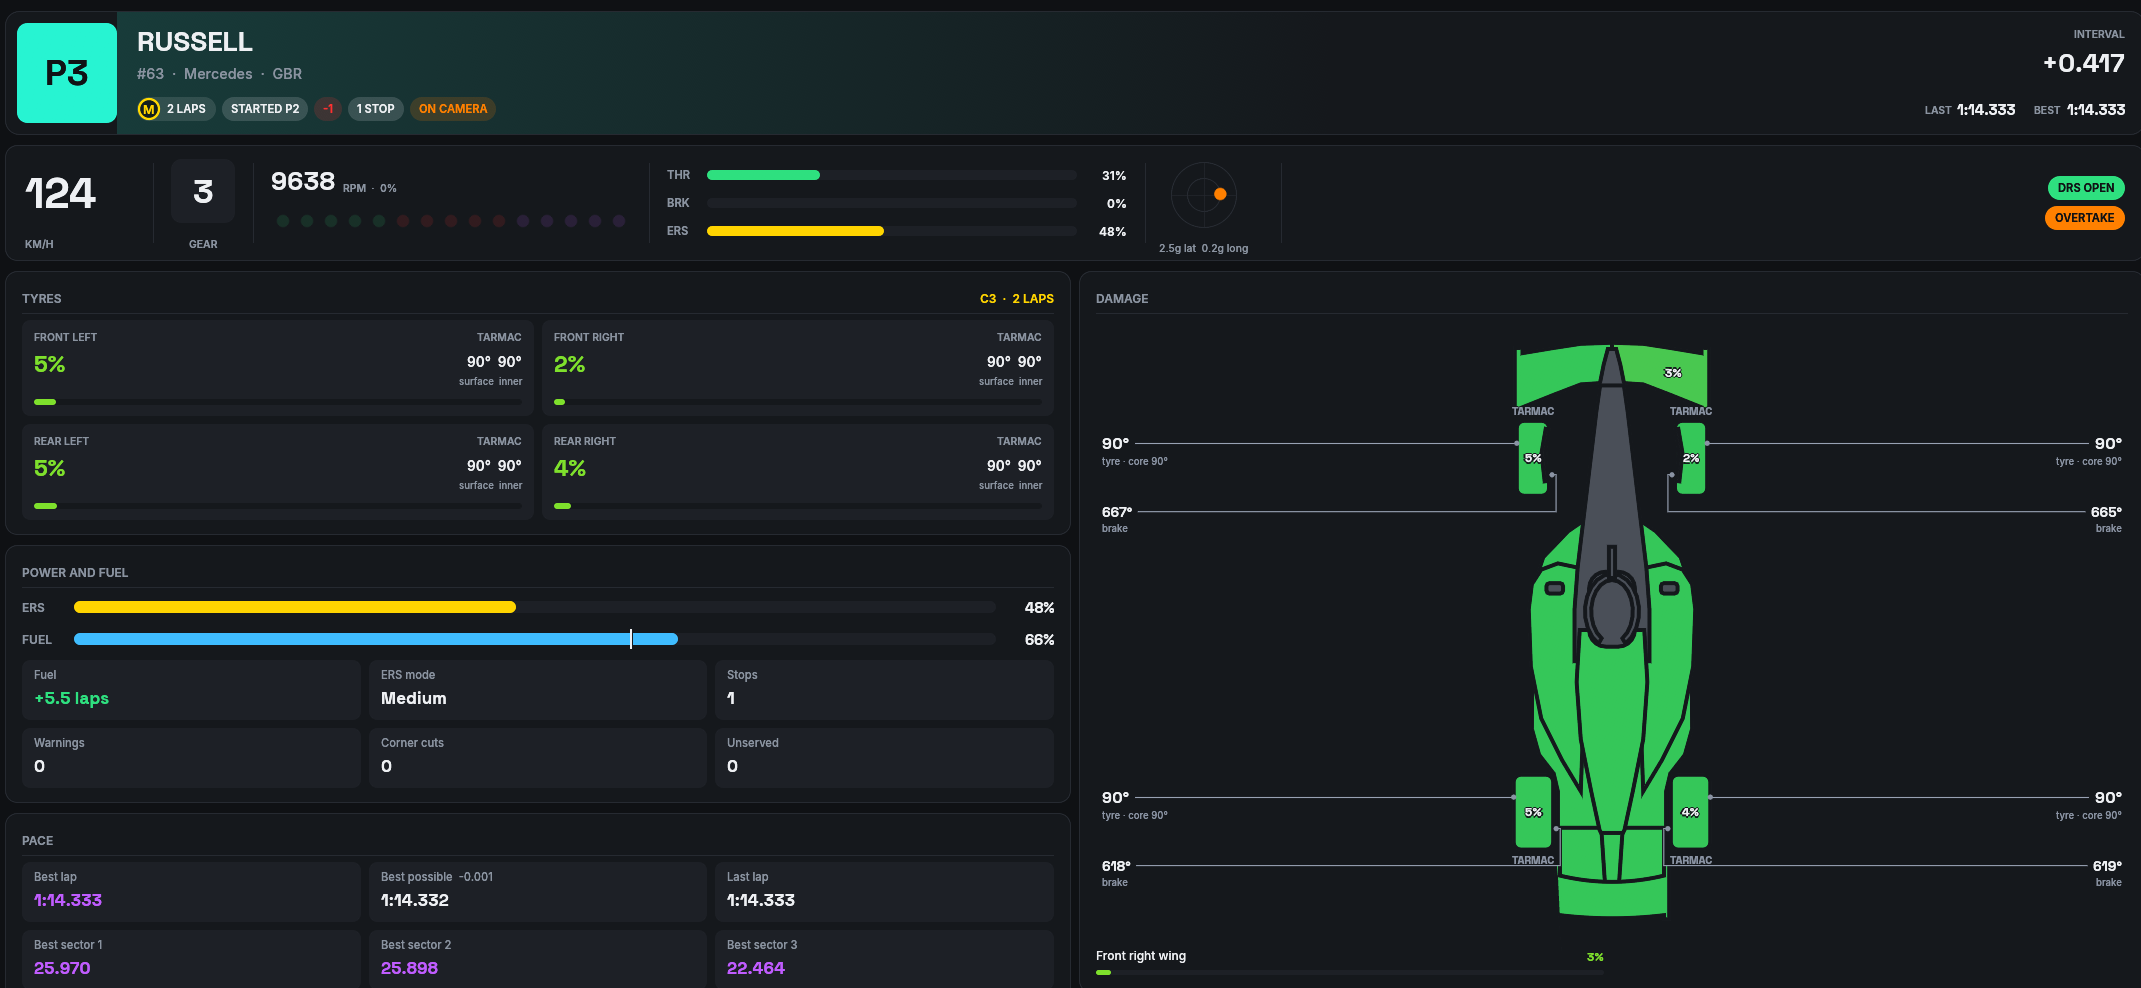 P3
RUSSELL
#63 · Mercedes · GBR
M 2 LAPS STARTED P2 -1 1 STOP ON CAMERA
INTERVAL
+0.417
LAST 1:14.333 BEST 1:14.333
124
KM/H
3
GEAR
9638 RPM · 0%
THR 31%
BRK 0%
ERS 48%
2.5g lat 0.2g long
DRS OPEN
OVERTAKE
TYRES C3 · 2 LAPS
FRONT LEFT TARMAC
5% 90° 90°
surface inner
FRONT RIGHT TARMAC
2% 90° 90°
surface inner
REAR LEFT TARMAC
5% 90° 90°
surface inner
REAR RIGHT TARMAC
4% 90° 90°
surface inner
POWER AND FUEL
ERS 48%
FUEL 66%
Fuel
+5.5 laps
ERS mode
Medium
Stops
1
Warnings
0
Corner cuts
0
Unserved
0
PACE
Best lap
1:14.333
Best possible -0.001
1:14.332
Last lap
1:14.333
Best sector 1
25.970
Best sector 2
25.898
Best sector 3
22.464
DAMAGE
3%
TARMAC TARMAC
90° 90°
tyre · core 90° 5% 2% tyre · core 90°
667° 665°
brake brake
90° 90°
tyre · core 90° 5% 4% tyre · core 90°
TARMAC TARMAC
618° 619°
brake brake
Front right wing 3%